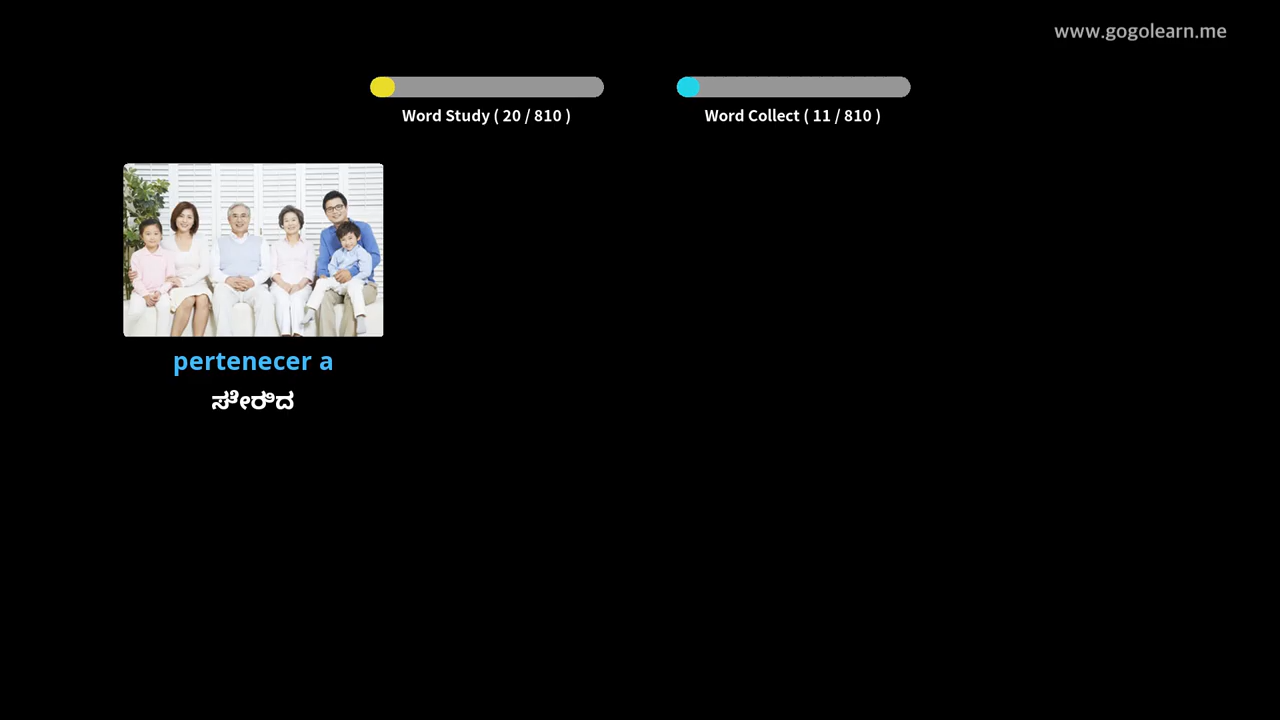 www.gogolearn.me
Word Study ( 20 / 810 )
Word Collect ( 11 / 810 )
pertenecer a
ಸೇರಿದ